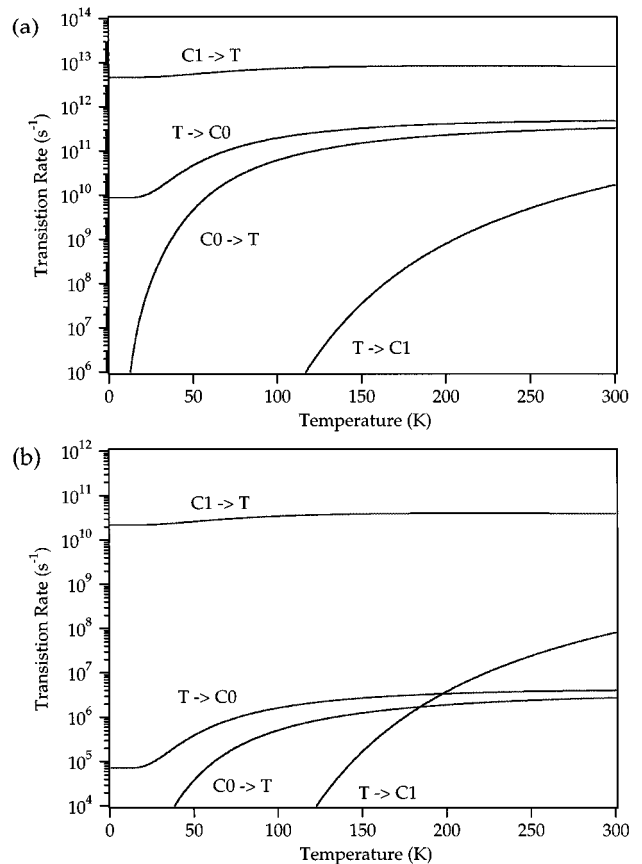 (a)
10^14
10^13
10^12
10^11
10^10
10^9
10^8
10^7
10^6
Transistion Rate (s^-1)
C1 -> T
T -> C0
C0 -> T
T -> C1
0 50 100 150 200 250 300
Temperature (K)
(b)
10^12
10^11
10^10
10^9
10^8
10^7
10^6
10^5
10^4
Transistion Rate (s^-1)
C1 -> T
T -> C0
C0 -> T
T -> C1
0 50 100 150 200 250 300
Temperature (K)